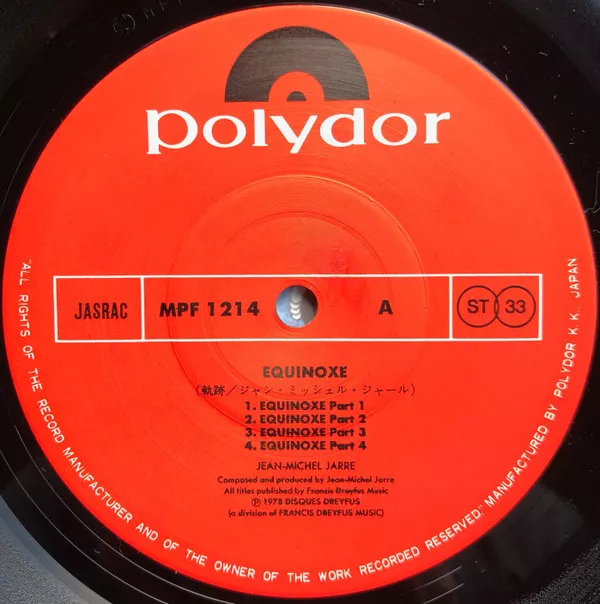 polydor
JASRAC MPF 1214 A ST 33
EQUINOXE
(軌跡/ジャン・ミッシェル・ジャール)
1. EQUINOXE Part 1
2. EQUINOXE Part 2
3. EQUINOXE Part 3
4. EQUINOXE Part 4
JEAN-MICHEL JARRE
Composed and produced by Jean-Michel Jarre
All titles published by Francis Dreyfus Music
Ⓟ 1978 DISQUES DREYFUS
(a division of FRANCIS DREYFUS MUSIC)
"ALL RIGHTS OF THE RECORD MANUFACTURER AND OF THE OWNER OF THE WORK RECORDED RESERVED." MANUFACTURED BY POLYDOR K.K., JAPAN